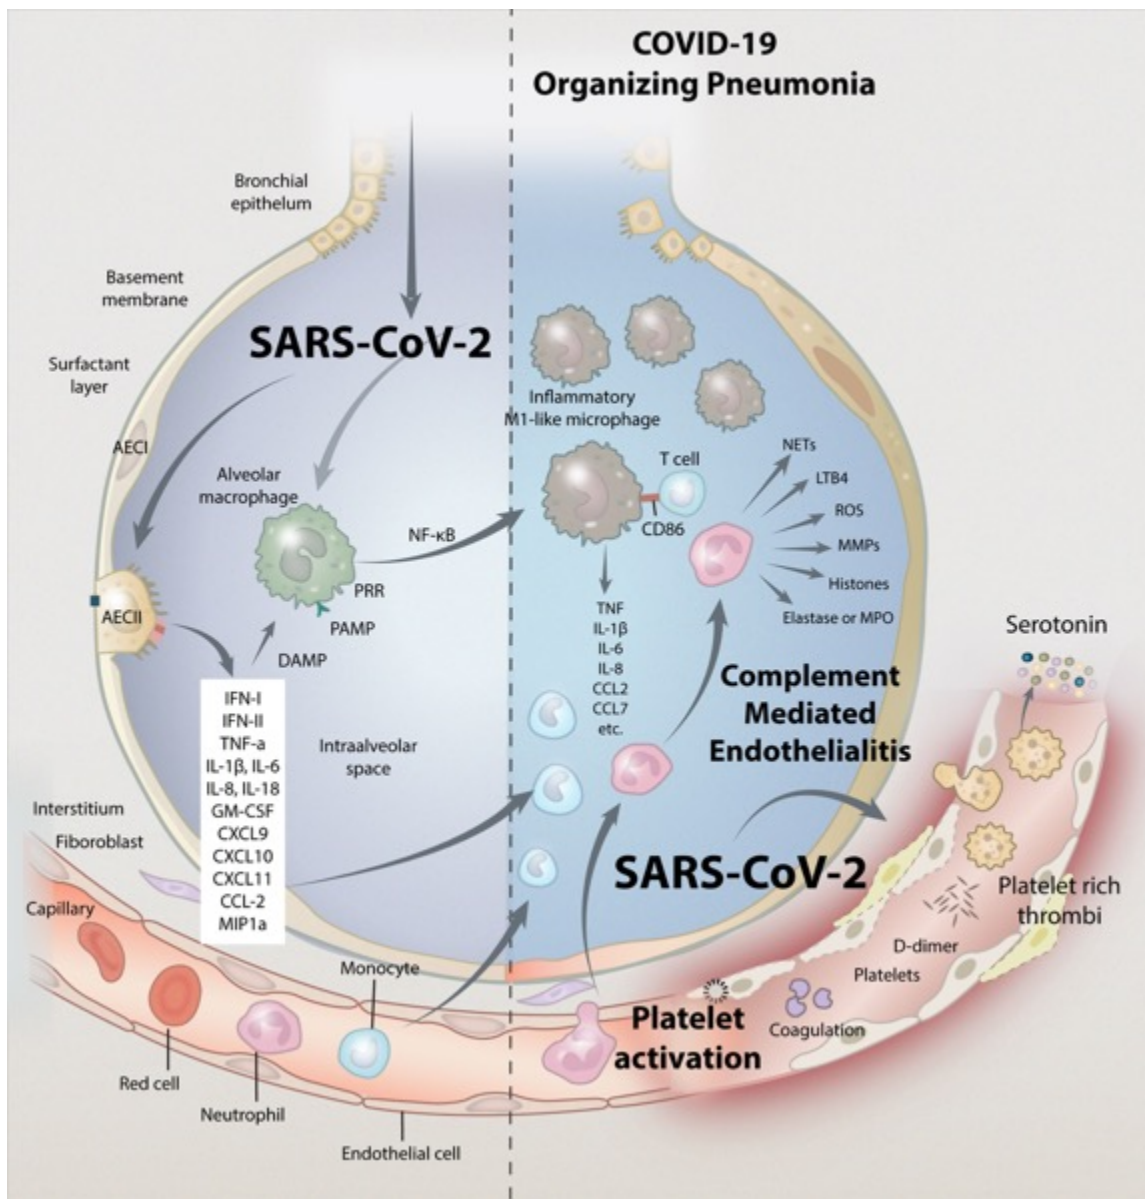 COVID-19
Organizing Pneumonia
Bronchial
epithelum
Basement
membrane
SARS-CoV-2
Surfactant
layer
AECI
Alveolar
macrophage
NF-κB
PRR
PAMP
DAMP
AECII
IFN-I
IFN-II
TNF-a
IL-1β, IL-6
IL-8, IL-18
GM-CSF
CXCL9
CXCL10
CXCL11
CCL-2
MIP1a
Intraalveolar
space
Interstitium
Fiboroblast
Capillary
Red cell
Neutrophil
Monocyte
Endothelial cell
Inflammatory
M1-like microphage
T cell
CD86
NETs
LTB4
ROS
MMPs
Histones
Elastase or MPO
TNF
IL-1β
IL-6
IL-8
CCL2
CCL7
etc.
Complement
Mediated
Endothelialitis
SARS-CoV-2
Serotonin
Platelet rich
thrombi
D-dimer
Platelets
Coagulation
Platelet
activation